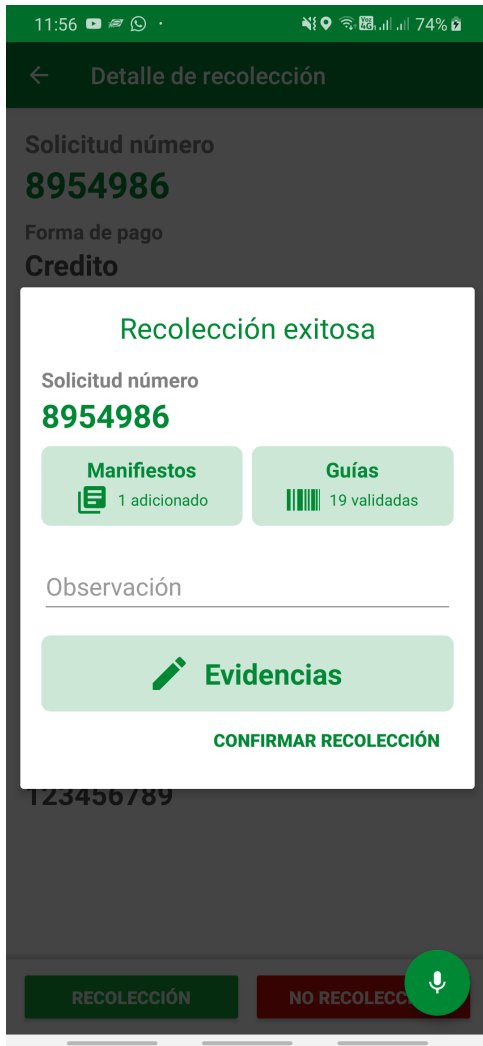 11:56
74%
Detalle de recolección
Solicitud número
8954986
Forma de pago
Credito
Recolección exitosa
Solicitud número
8954986
Manifiestos
1 adicionado
Guías
19 validadas
Observación
Evidencias
CONFIRMAR RECOLECCIÓN
123456789
RECOLECCIÓN
NO RECOLECC